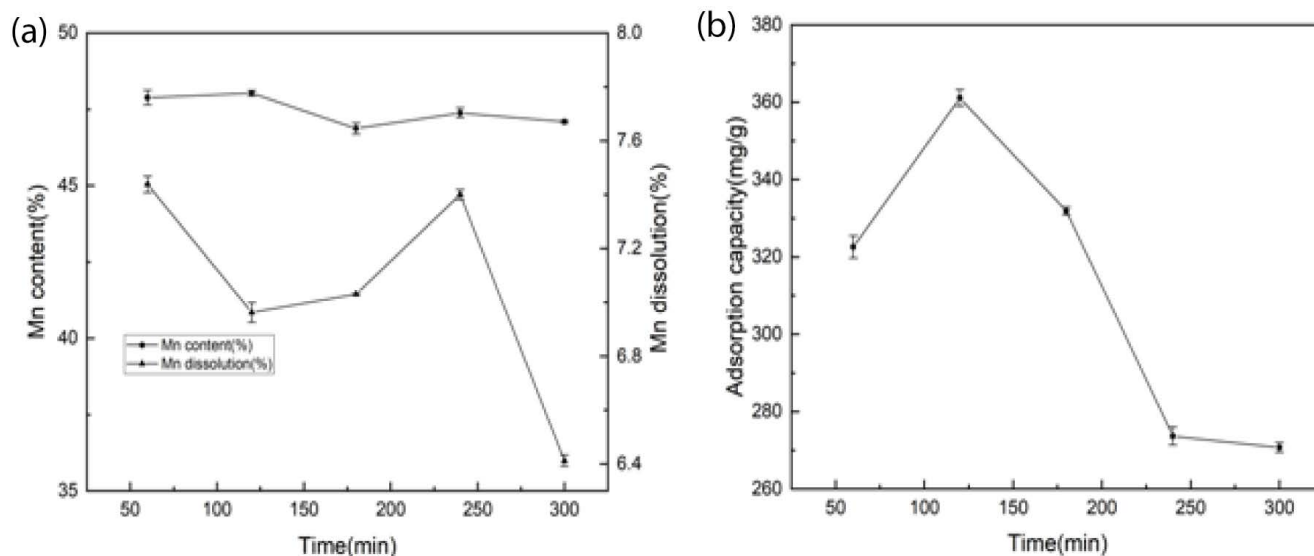 (a)
50
45
40
35
Mn content(%)
8.0
7.6
7.2
6.8
6.4
Mn dissolution(%)
Mn content(%)
Mn dissolution(%)
50 100 150 200 250 300
Time(min)
(b)
380
360
340
320
300
280
260
Adsorption capacity(mg/g)
50 100 150 200 250 300
Time(min)